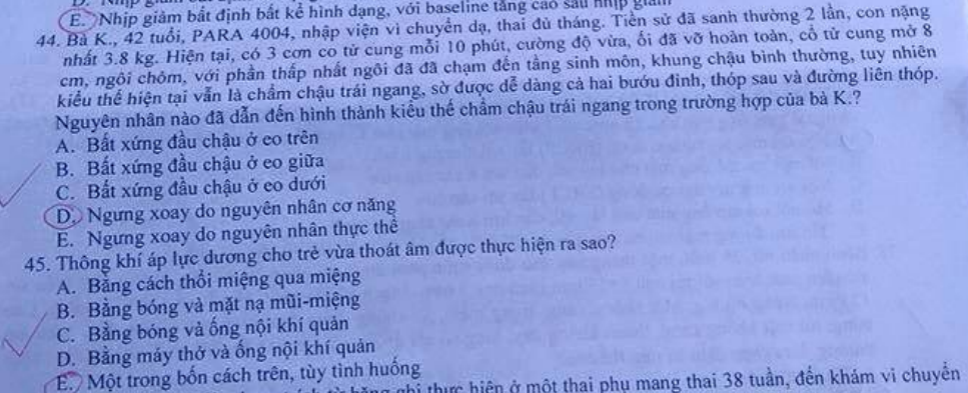 E. Nhịp giảm bất định bất kể hình dạng, với baseline tăng cao sau nhịp giảm
44. Bà K., 42 tuổi, PARA 4004, nhập viện vì chuyển dạ, thai đủ tháng. Tiền sử đã sanh thường 2 lần, con nặng
nhất 3.8 kg. Hiện tại, có 3 cơn co tử cung mỗi 10 phút, cường độ vừa, ối đã vỡ hoàn toàn, cổ tử cung mở 8
cm, ngôi chỏm, với phần thấp nhất ngôi đã đã chạm đến tầng sinh môn, khung chậu bình thường, tuy nhiên
kiểu thế hiện tại vẫn là chẩm chậu trái ngang, sờ được dễ dàng cả hai bướu đỉnh, thóp sau và đường liên thóp.
Nguyên nhân nào đã dẫn đến hình thành kiểu thế chẩm chậu trái ngang trong trường hợp của bà K.?
A. Bất xứng đầu chậu ở eo trên
B. Bất xứng đầu chậu ở eo giữa
C. Bất xứng đầu chậu ở eo dưới
D. Ngưng xoay do nguyên nhân cơ năng
E. Ngưng xoay do nguyên nhân thực thể
45. Thông khí áp lực dương cho trẻ vừa thoát âm được thực hiện ra sao?
A. Bằng cách thổi miệng qua miệng
B. Bằng bóng và mặt nạ mũi-miệng
C. Bằng bóng và ống nội khí quản
D. Bằng máy thở và ống nội khí quản
E. Một trong bốn cách trên, tùy tình huống
thực hiện ở một thai phụ mang thai 38 tuần, đến khám vì chuyển